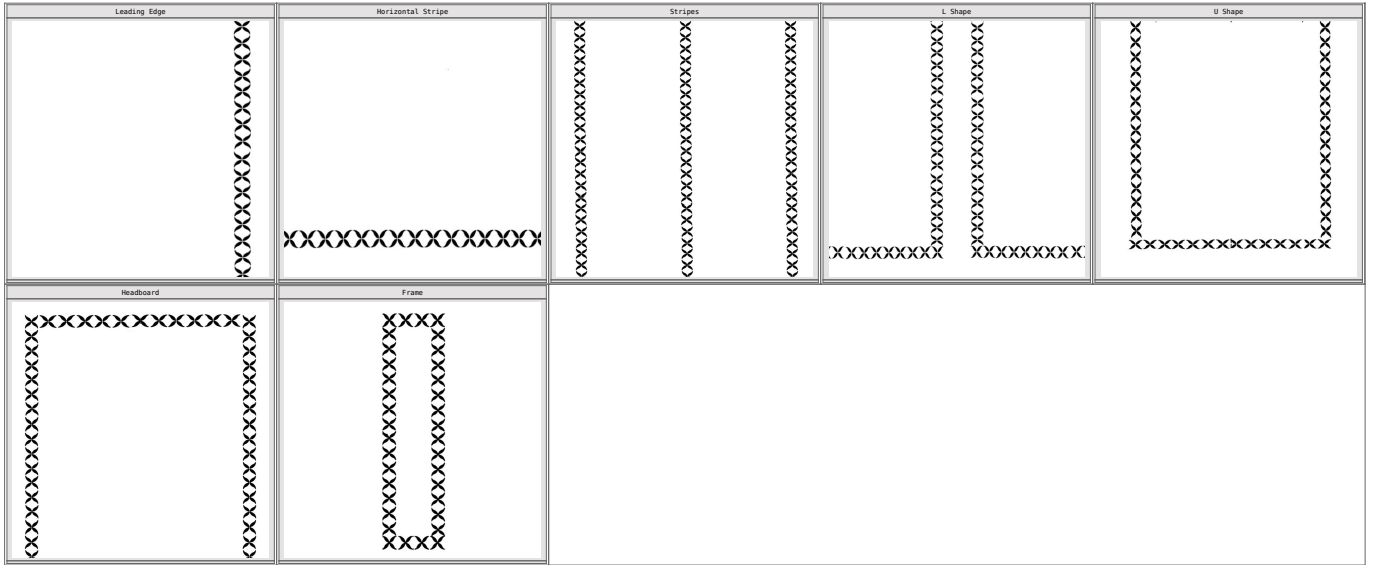 Leading Edge
Horizontal Stripe
Stripes
L Shape
U Shape
Headboard
Frame